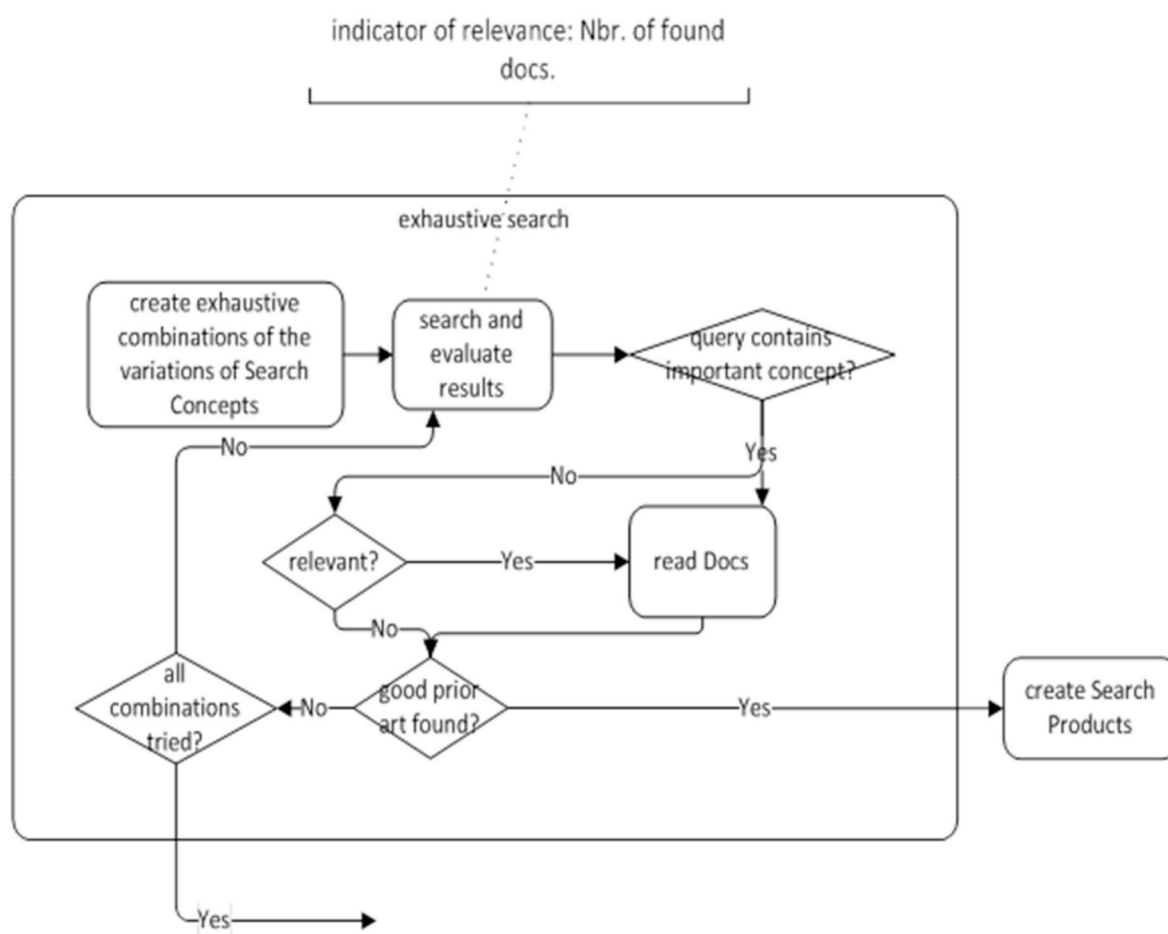 indicator of relevance: Nbr. of found
docs.
exhaustive search
create exhaustive
combinations of the
variations of Search
Concepts
search and
evaluate
results
query contains
important concept?
No
Yes
No
relevant?
Yes
read Docs
No
all
combinations
tried?
No
good prior
art found?
Yes
create Search
Products
Yes